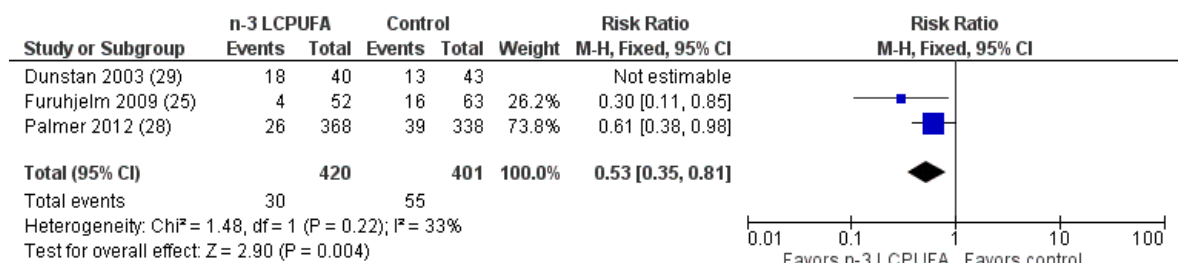 n-3 LCPUFA Control Risk Ratio Risk Ratio
Study or Subgroup Events Total Events Total Weight M-H, Fixed, 95% CI M-H, Fixed, 95% CI
Dunstan 2003 (29) 18 40 13 43 Not estimable
Furuhjelm 2009 (25) 4 52 16 63 26.2% 0.30 [0.11, 0.85]
Palmer 2012 (28) 26 368 39 338 73.8% 0.61 [0.38, 0.98]
Total (95% CI) 420 401 100.0% 0.53 [0.35, 0.81]
Total events 30 55
Heterogeneity: Chi² = 1.48, df = 1 (P = 0.22); I² = 33%
Test for overall effect: Z = 2.90 (P = 0.004)
0.01 0.1 1 10 100
Favors n-3 LCPUFA Favors control